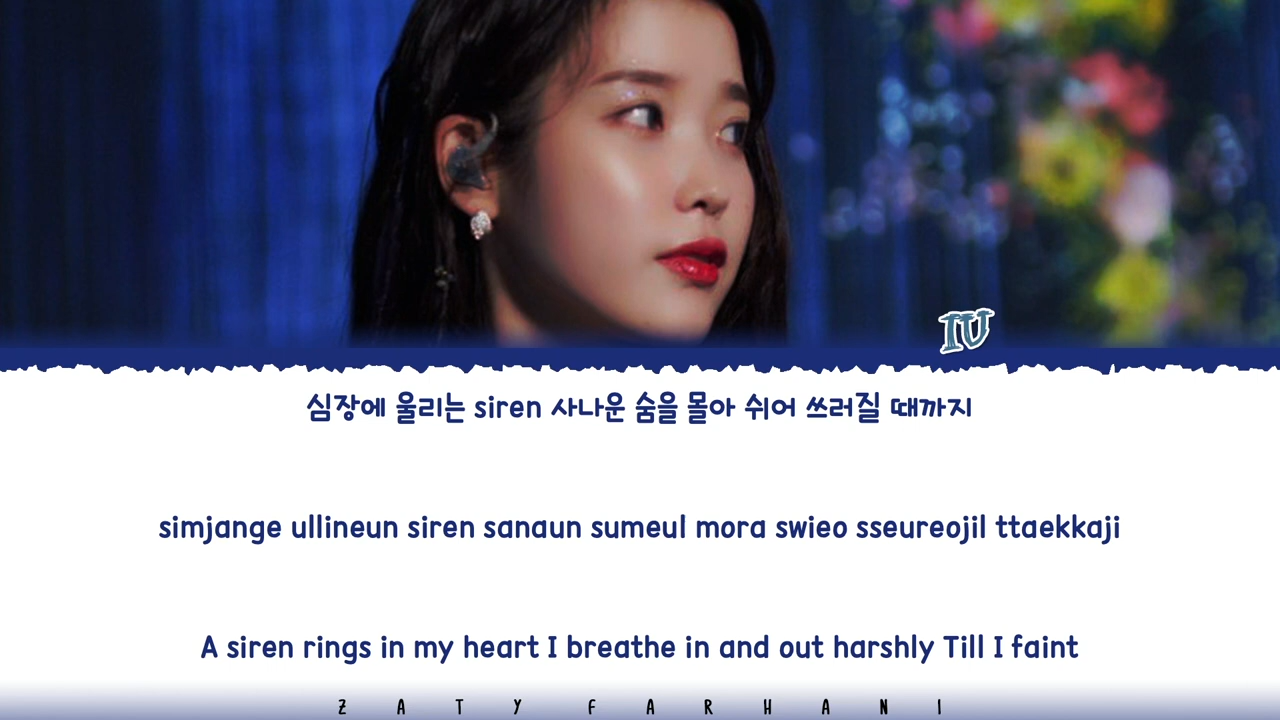 IU
심장에 울리는 siren 사나운 숨을 몰아 쉬어 쓰러질 때까지
simjange ullineun siren sanaun sumeul mora swieo sseureojil ttaekkaji
A siren rings in my heart I breathe in and out harshly Till I faint
ZATY FARHANI